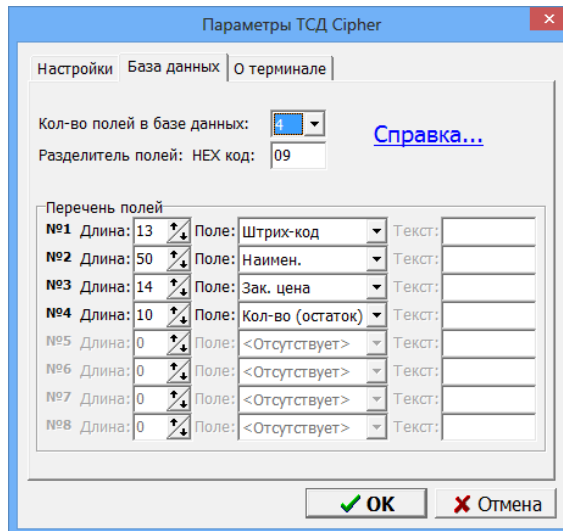 Параметры ТСД Cipher
Настройки База данных О терминале
Кол-во полей в базе данных: 4
Справка...
Разделитель полей: HEX код: 09
Перечень полей
№1 Длина: 13 Поле: Штрих-код Текст:
№2 Длина: 50 Поле: Наимен. Текст:
№3 Длина: 14 Поле: Зак. цена Текст:
№4 Длина: 10 Поле: Кол-во (остаток) Текст:
№5 Длина: 0 Поле: <Отсутствует> Текст:
№6 Длина: 0 Поле: <Отсутствует> Текст:
№7 Длина: 0 Поле: <Отсутствует> Текст:
№8 Длина: 0 Поле: <Отсутствует> Текст:
OK Отмена